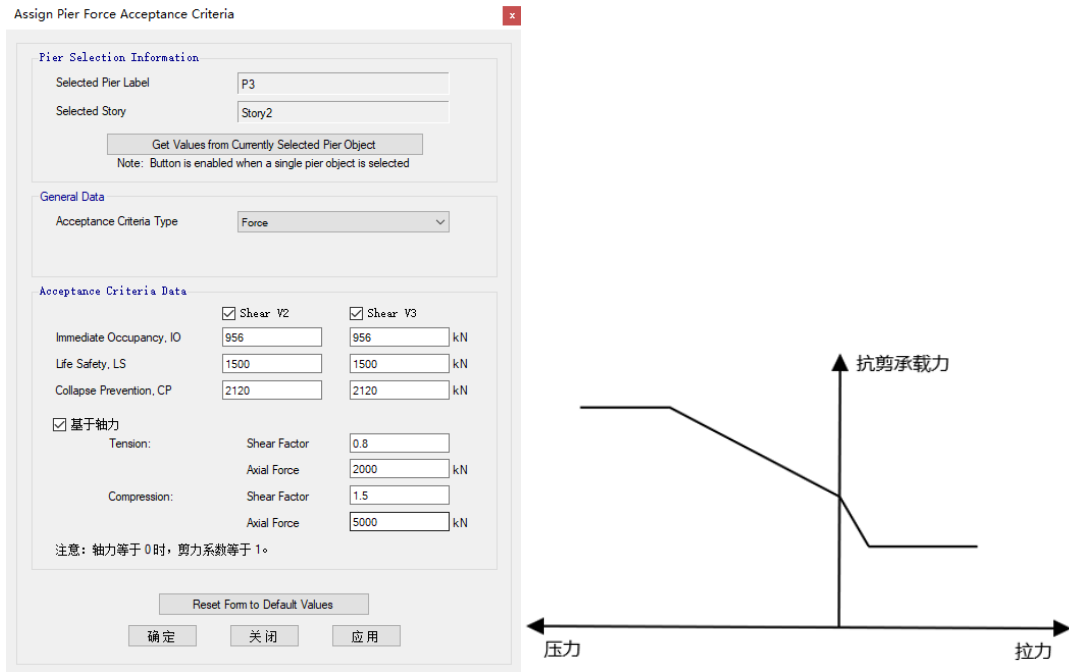 Assign Pier Force Acceptance Criteria
x
Pier Selection Information
Selected Pier Label P3
Selected Story Story2
Get Values from Currently Selected Pier Object
Note: Button is enabled when a single pier object is selected
General Data
Acceptance Criteria Type Force
Acceptance Criteria Data
Shear V2 Shear V3
Immediate Occupancy, IO 956 956 kN
Life Safety, LS 1500 1500 kN
Collapse Prevention, CP 2120 2120 kN
基于轴力
Tension: Shear Factor 0.8
Axial Force 2000 kN
Compression: Shear Factor 1.5
Axial Force 5000 kN
注意：轴力等于0时，剪力系数等于1。
Reset Form to Default Values
确定 关闭 应用
抗剪承载力
压力 拉力